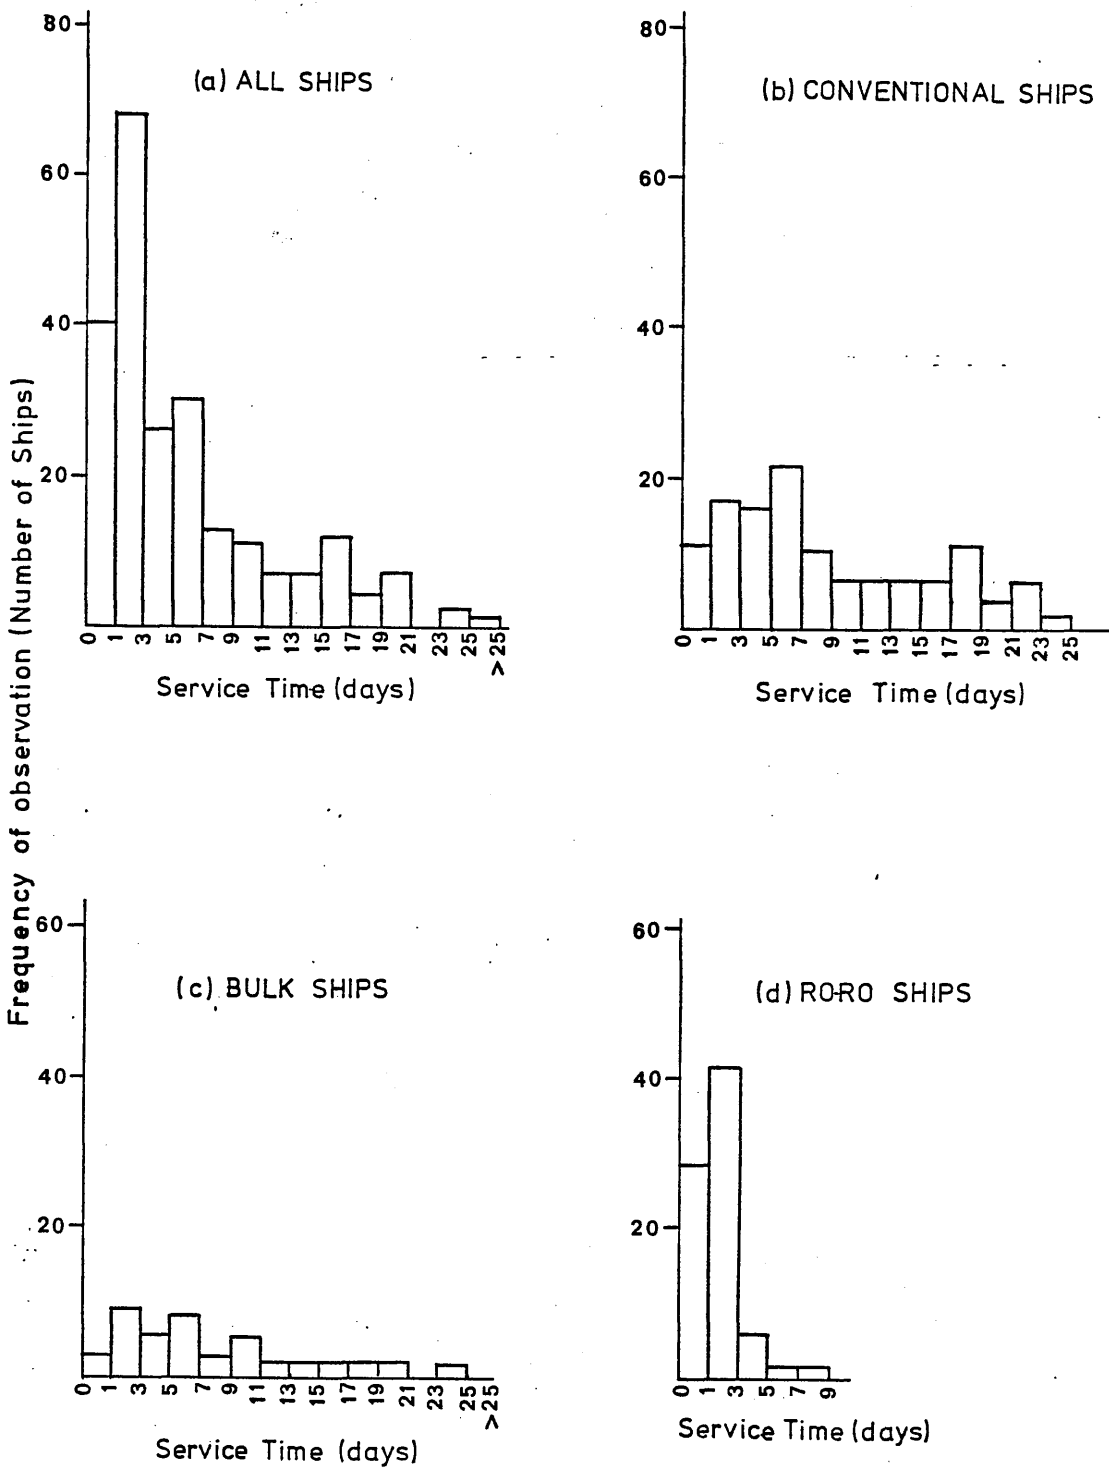 Frequency of observation (Number of Ships)
(a) ALL SHIPS
80
60
40
20
0 1 3 5 7 9 11 13 15 17 19 21 23 25 >25
Service Time (days)
(b) CONVENTIONAL SHIPS
80
60
40
20
0 1 3 5 7 9 11 13 15 17 19 21 23 25
Service Time (days)
(c) BULK SHIPS
60
40
20
0 1 3 5 7 9 11 13 15 17 19 21 23 25 >25
Service Time (days)
(d) RO-RO SHIPS
60
40
20
0 1 3 5 7 9
Service Time (days)